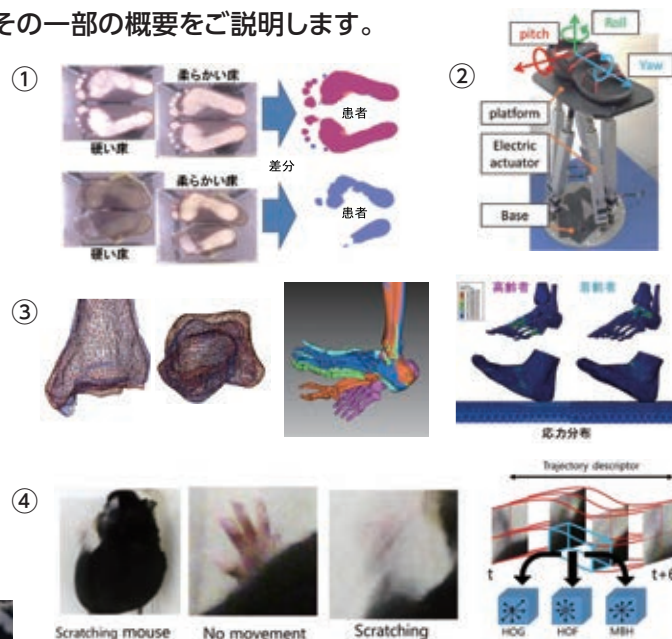 その一部の概要をご説明します。
①
柔らかい床
硬い床
患者
差分
柔らかい床
硬い床
患者
②
Roll
pitch
Yaw
platform
Electric
actuator
Base
③
高齢者
若齢者
応力分布
④
Scratching mouse
No movement
Scratching
Trajectory descriptor
t
t+6
HOG
HOF
MBH